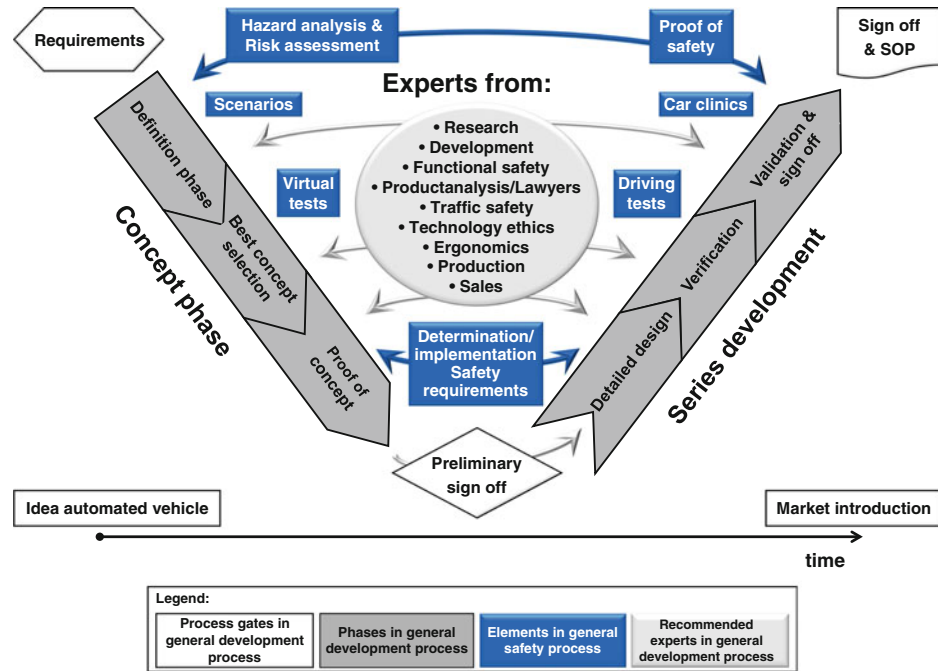 Requirements
Hazard analysis &
Risk assessment
Proof of
safety
Sign off
& SOP
Scenarios
Experts from:
Car clinics
Definition phase
• Research
• Development
• Functional safety
• Productanalysis/Lawyers
• Traffic safety
• Technology ethics
• Ergonomics
• Production
• Sales
Validation &
sign off
Virtual
tests
Driving
tests
Best concept
selection
Verification
Concept phase
Series development
Proof of
concept
Determination/
implementation
Safety
requirements
Detailed design
Preliminary
sign off
Idea automated vehicle
Market introduction
time
Legend:
Process gates in
general development
process
Phases in general
development process
Elements in general
safety process
Recommended
experts in general
development process